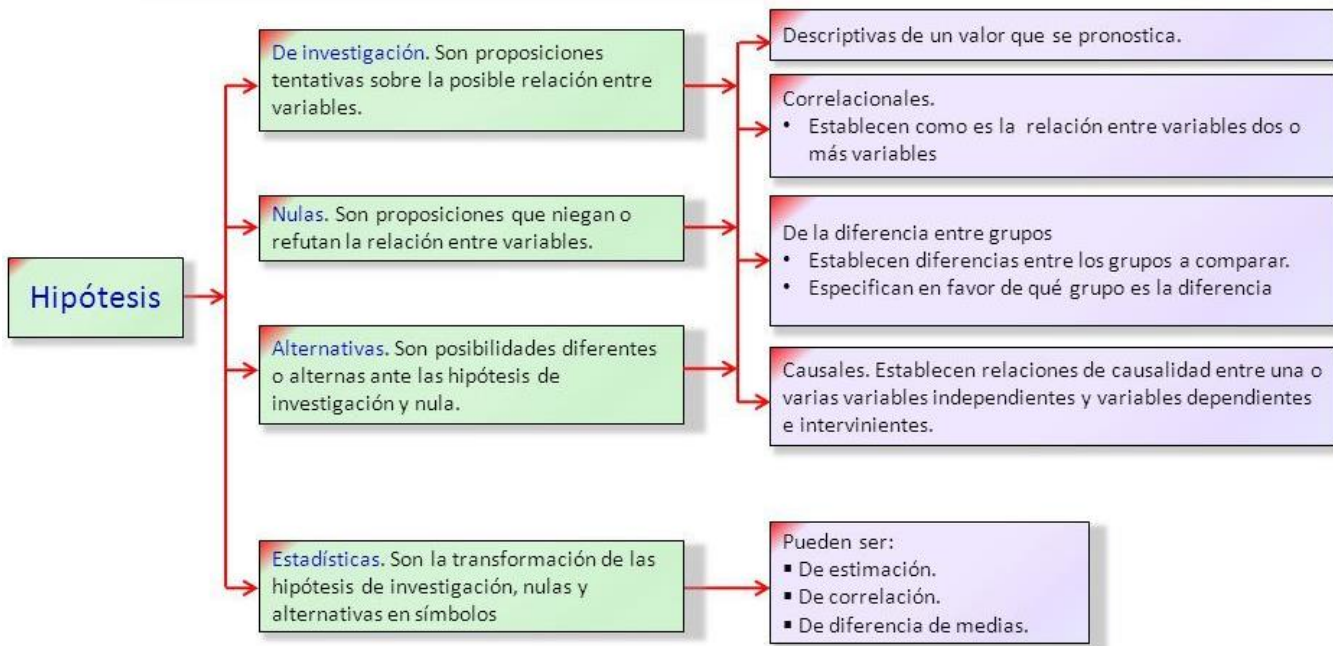 Hipótesis
De investigación. Son proposiciones
tentativas sobre la posible relación entre
variables.
Nulas. Son proposiciones que niegan o
refutan la relación entre variables.
Alternativas. Son posibilidades diferentes
o alternas ante las hipótesis de
investigación y nula.
Estadísticas. Son la transformación de las
hipótesis de investigación, nulas y
alternativas en símbolos
Descriptivas de un valor que se pronostica.
Correlacionales.
• Establecen como es la relación entre variables dos o
más variables
De la diferencia entre grupos
• Establecen diferencias entre los grupos a comparar.
• Especifican en favor de qué grupo es la diferencia
Causales. Establecen relaciones de causalidad entre una o
varias variables independientes y variables dependientes
e intervinientes.
Pueden ser:
▪ De estimación.
▪ De correlación.
▪ De diferencia de medias.